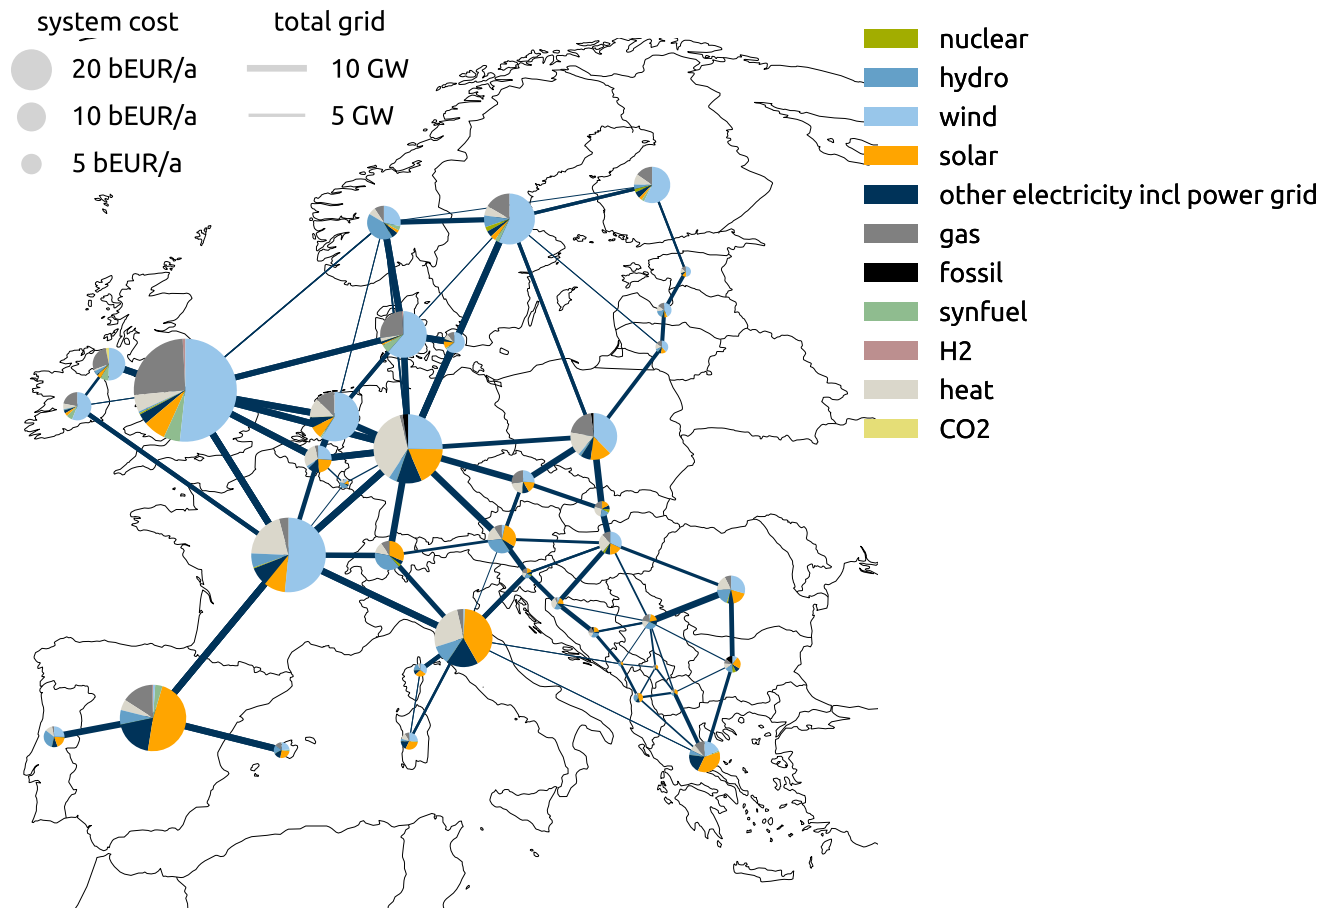 system cost
20 bEUR/a
10 bEUR/a
5 bEUR/a
total grid
10 GW
5 GW
nuclear
hydro
wind
solar
other electricity incl power grid
gas
fossil
synfuel
H2
heat
CO2